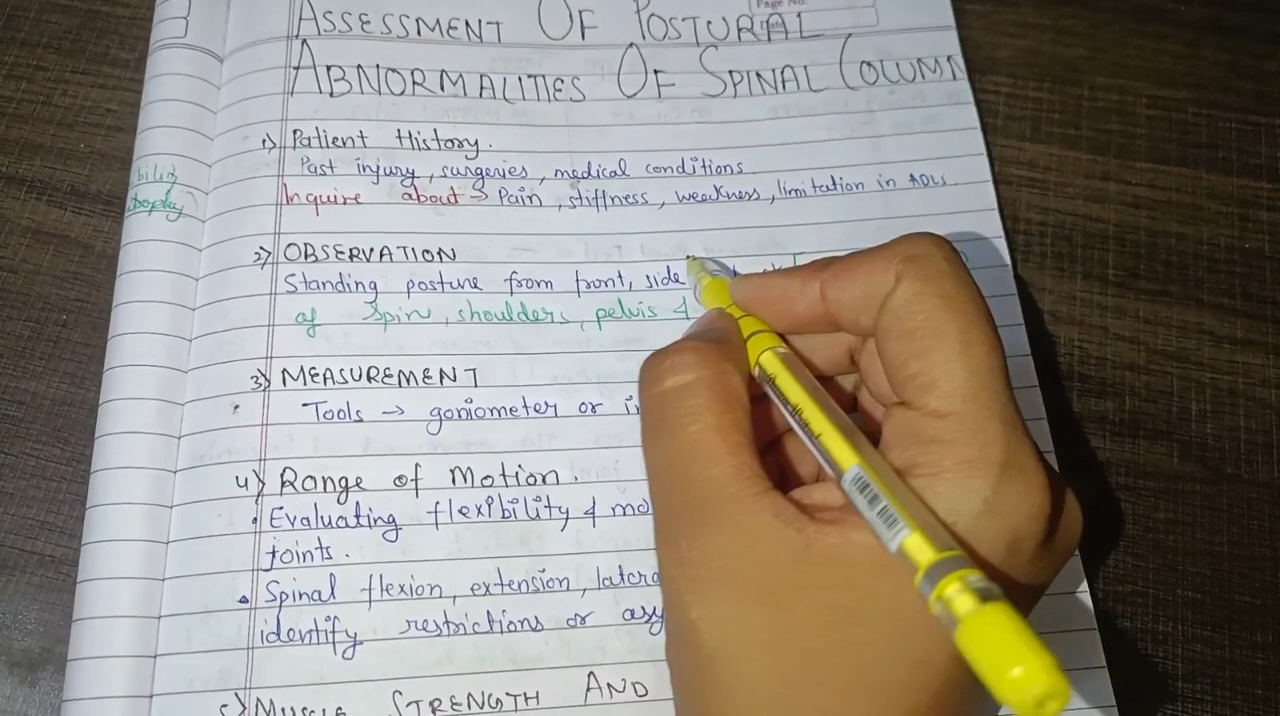 Page No.
Date
ASSESSMENT OF POSTURAL
ABNORMALITIES OF SPINAL COLUMN
1) Patient History.
Past injury, surgeries, medical conditions
Inquire about → Pain, stiffness, weakness, limitation in ADLs.
2) OBSERVATION
Standing posture from front, side
of Spin, shoulders, pelvis &
3) MEASUREMENT
Tools → goniometer or
4) Range of Motion.
• Evaluating flexibility &
joints.
• Spinal flexion, extension,
identify restrictions or
5) MUSCLE STRENGTH AND